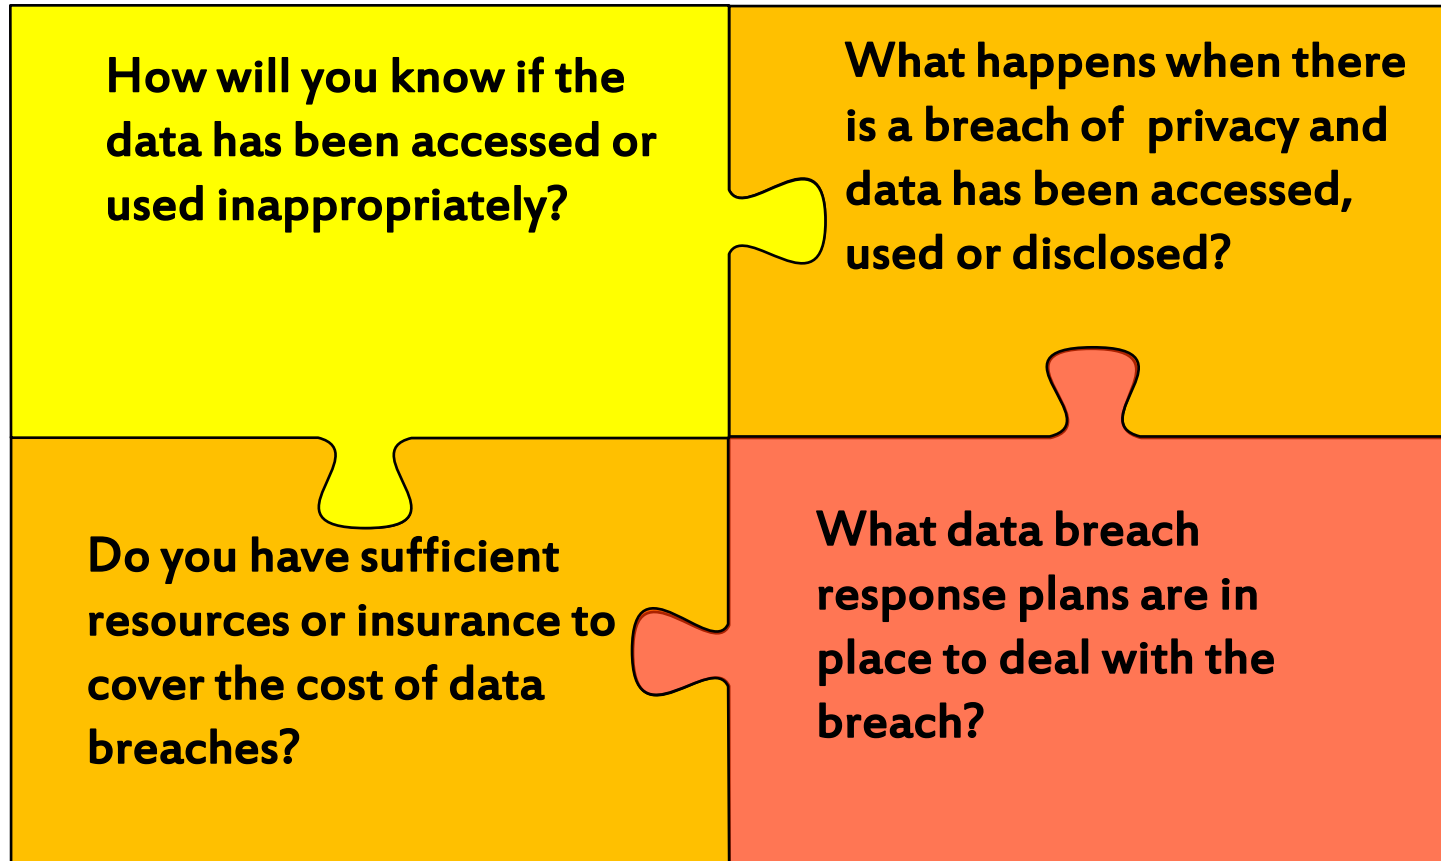 How will you know if the
data has been accessed or
used inappropriately?
What happens when there
is a breach of  privacy and
data has been accessed,
used or disclosed?
Do you have sufficient
resources or insurance to
cover the cost of data
breaches?
What data breach
response plans are in
place to deal with the
breach?